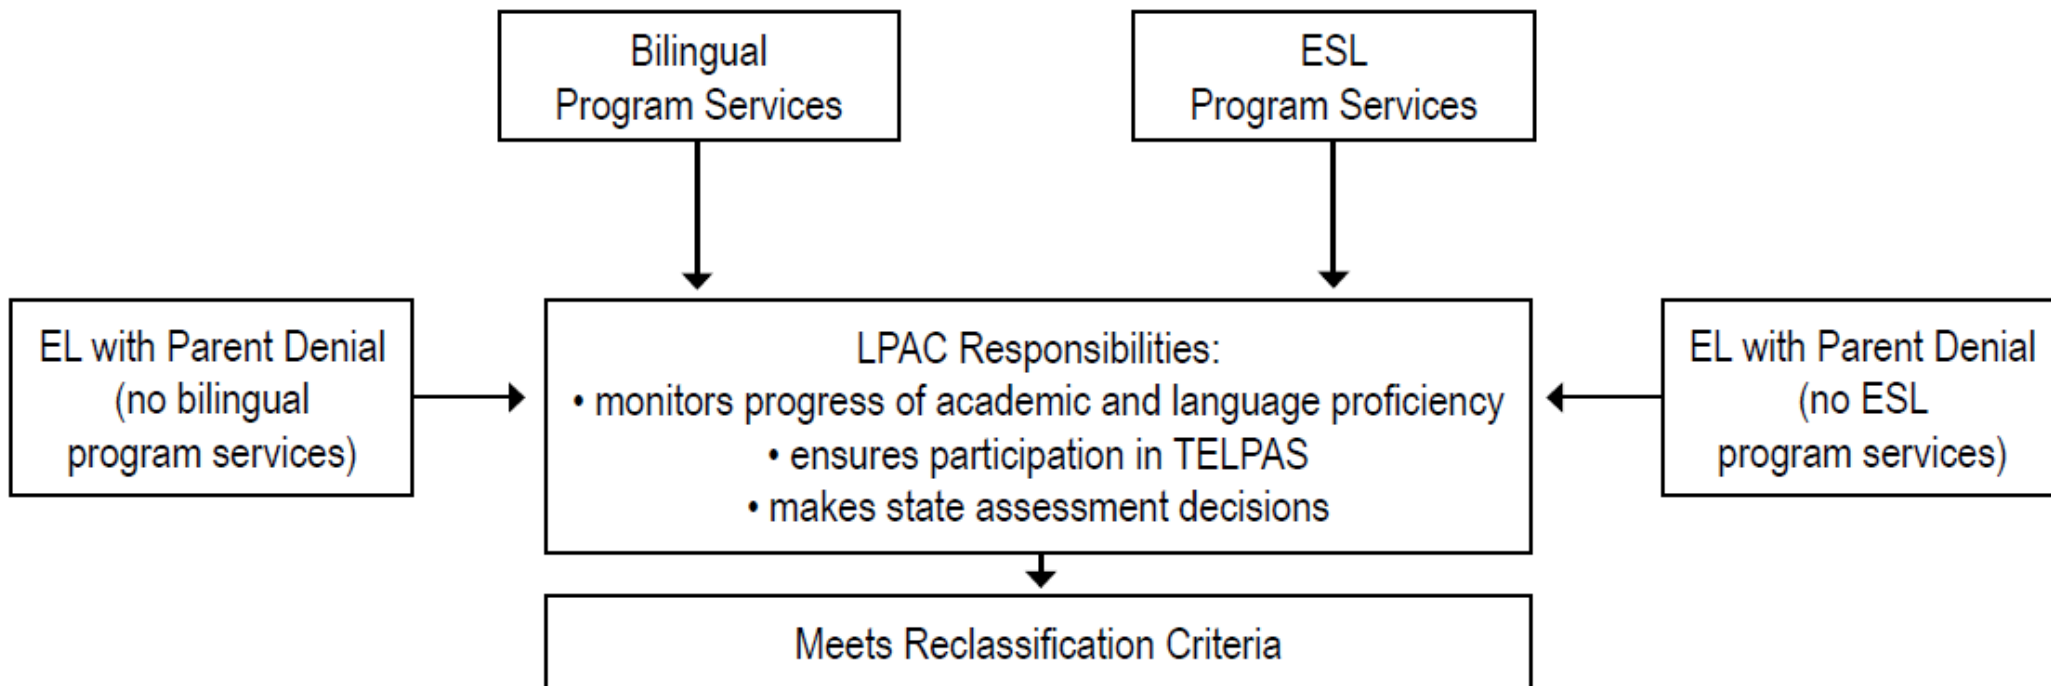 Bilingual
Program Services
ESL
Program Services
EL with Parent Denial
(no bilingual
program services)
LPAC Responsibilities:
• monitors progress of academic and language proficiency
• ensures participation in TELPAS
• makes state assessment decisions
EL with Parent Denial
(no ESL
program services)
Meets Reclassification Criteria